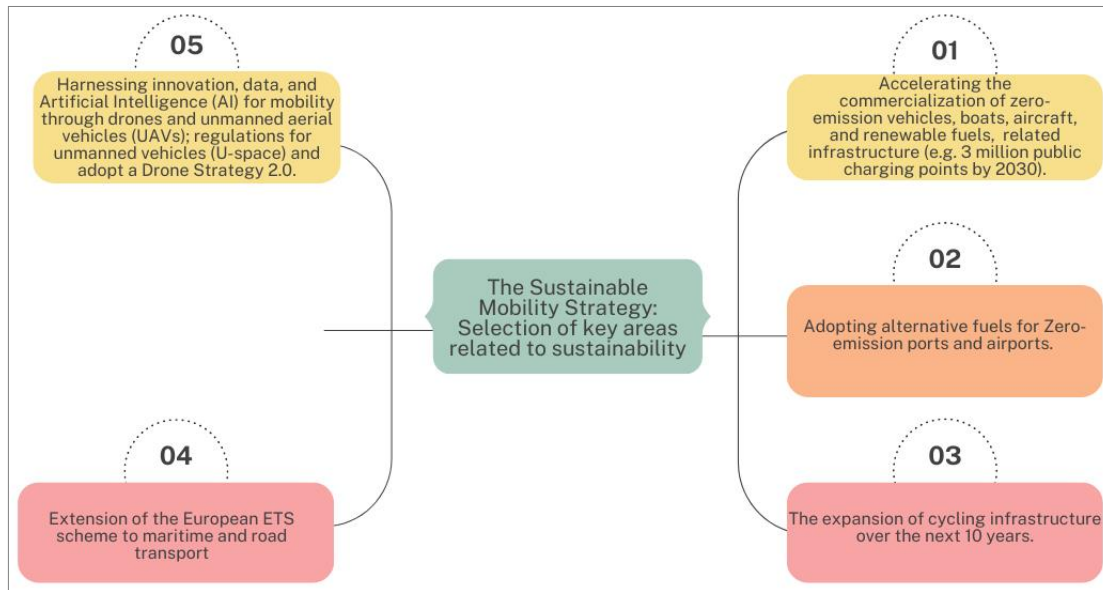 05
Harnessing innovation, data, and
Artificial Intelligence (AI) for mobility
through drones and unmanned aerial
vehicles (UAVs); regulations for
unmanned vehicles (U-space) and
adopt a Drone Strategy 2.0.
01
Accelerating the
commercialization of zero-
emission vehicles, boats, aircraft,
and renewable fuels, related
infrastructure (e.g. 3 million public
charging points by 2030).
The Sustainable
Mobility Strategy:
Selection of key areas
related to sustainability
02
Adopting alternative fuels for Zero-
emission ports and airports.
04
Extension of the European ETS
scheme to maritime and road
transport
03
The expansion of cycling infrastructure
over the next 10 years.